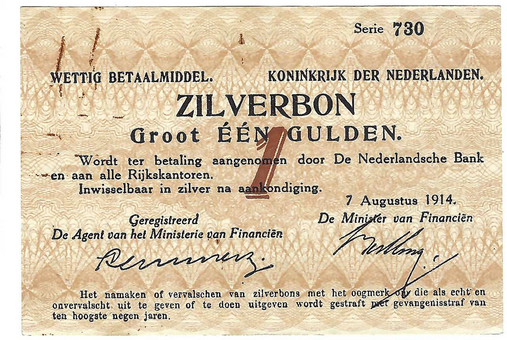 Serie 730
WETTIG BETAALMIDDEL. KONINKRIJK DER NEDERLANDEN.
ZILVERBON
Groot ÉÉN GULDEN.
1
Wordt ter betaling aangenomen door De Nederlandsche Bank
en aan alle Rijkskantoren.
Inwisselbaar in zilver na aankondiging.
7 Augustus 1914.
Geregistreerd De Minister van Financiën
De Agent van het Ministerie van Financiën
Het namaken of vervalschen van zilverbons met het oogmerk om die als echt en
onvervalscht uit te geven of te doen uitgeven wordt gestraft met gevangenisstraf van
ten hoogste negen jaren.